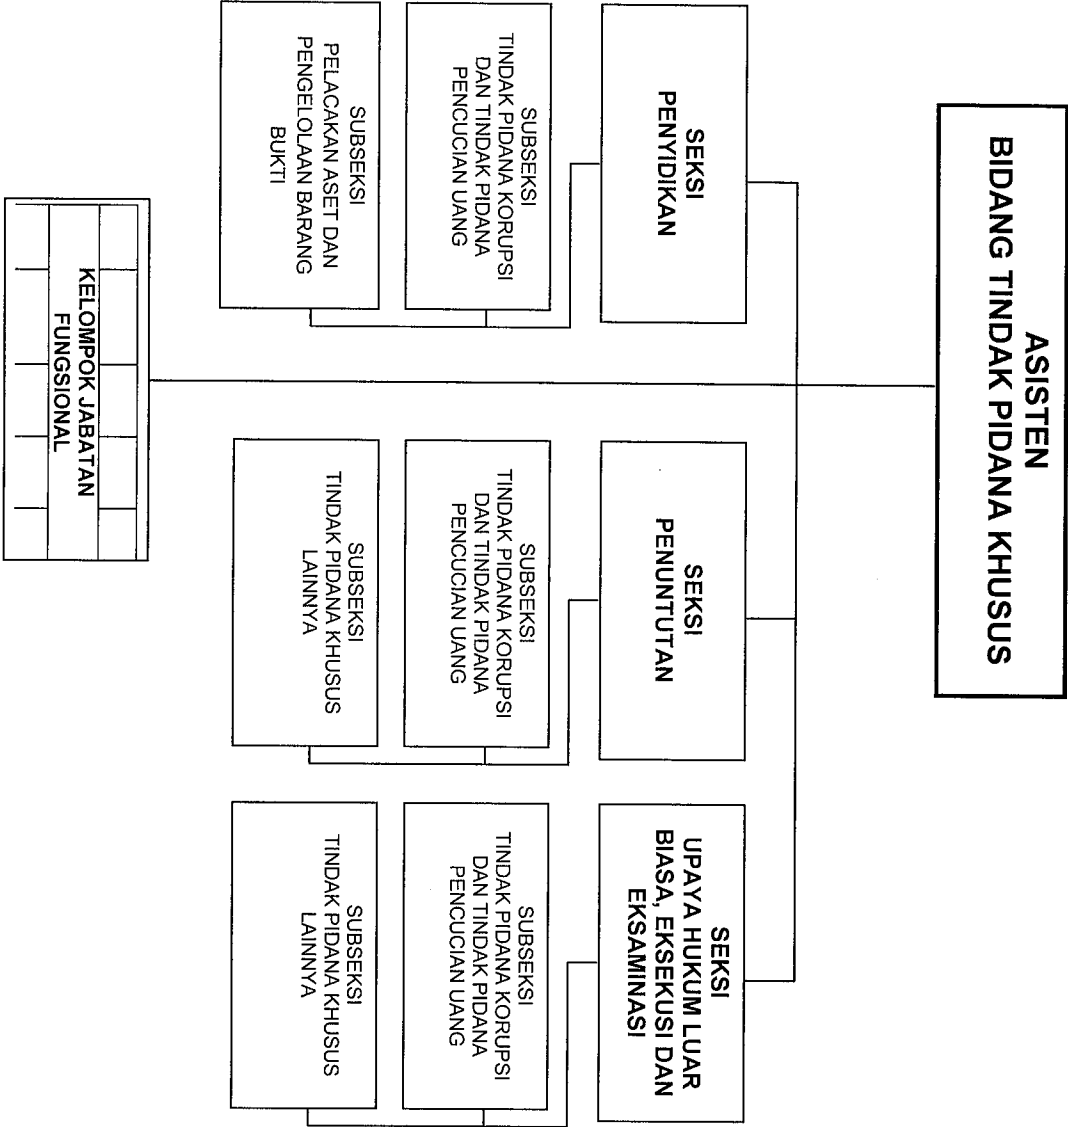 ASISTEN
BIDANG TINDAK PIDANA KHUSUS
SEKSI
PENYIDIKAN
SUBSEKSI
TINDAK PIDANA KORUPSI
DAN TINDAK PIDANA
PENCUCIAN UANG
SUBSEKSI
PELACAKAN ASET DAN
PENGELOLAAN BARANG
BUKTI
SEKSI
PENUNTUTAN
SUBSEKSI
TINDAK PIDANA KORUPSI
DAN TINDAK PIDANA
PENCUCIAN UANG
SUBSEKSI
TINDAK PIDANA KHUSUS
LAINNYA
SEKSI
UPAYA HUKUM LUAR
BIASA, EKSEKUSI DAN
EKSAMINASI
SUBSEKSI
TINDAK PIDANA KORUPSI
DAN TINDAK PIDANA
PENCUCIAN UANG
SUBSEKSI
TINDAK PIDANA KHUSUS
LAINNYA
KELOMPOK JABATAN
FUNGSIONAL